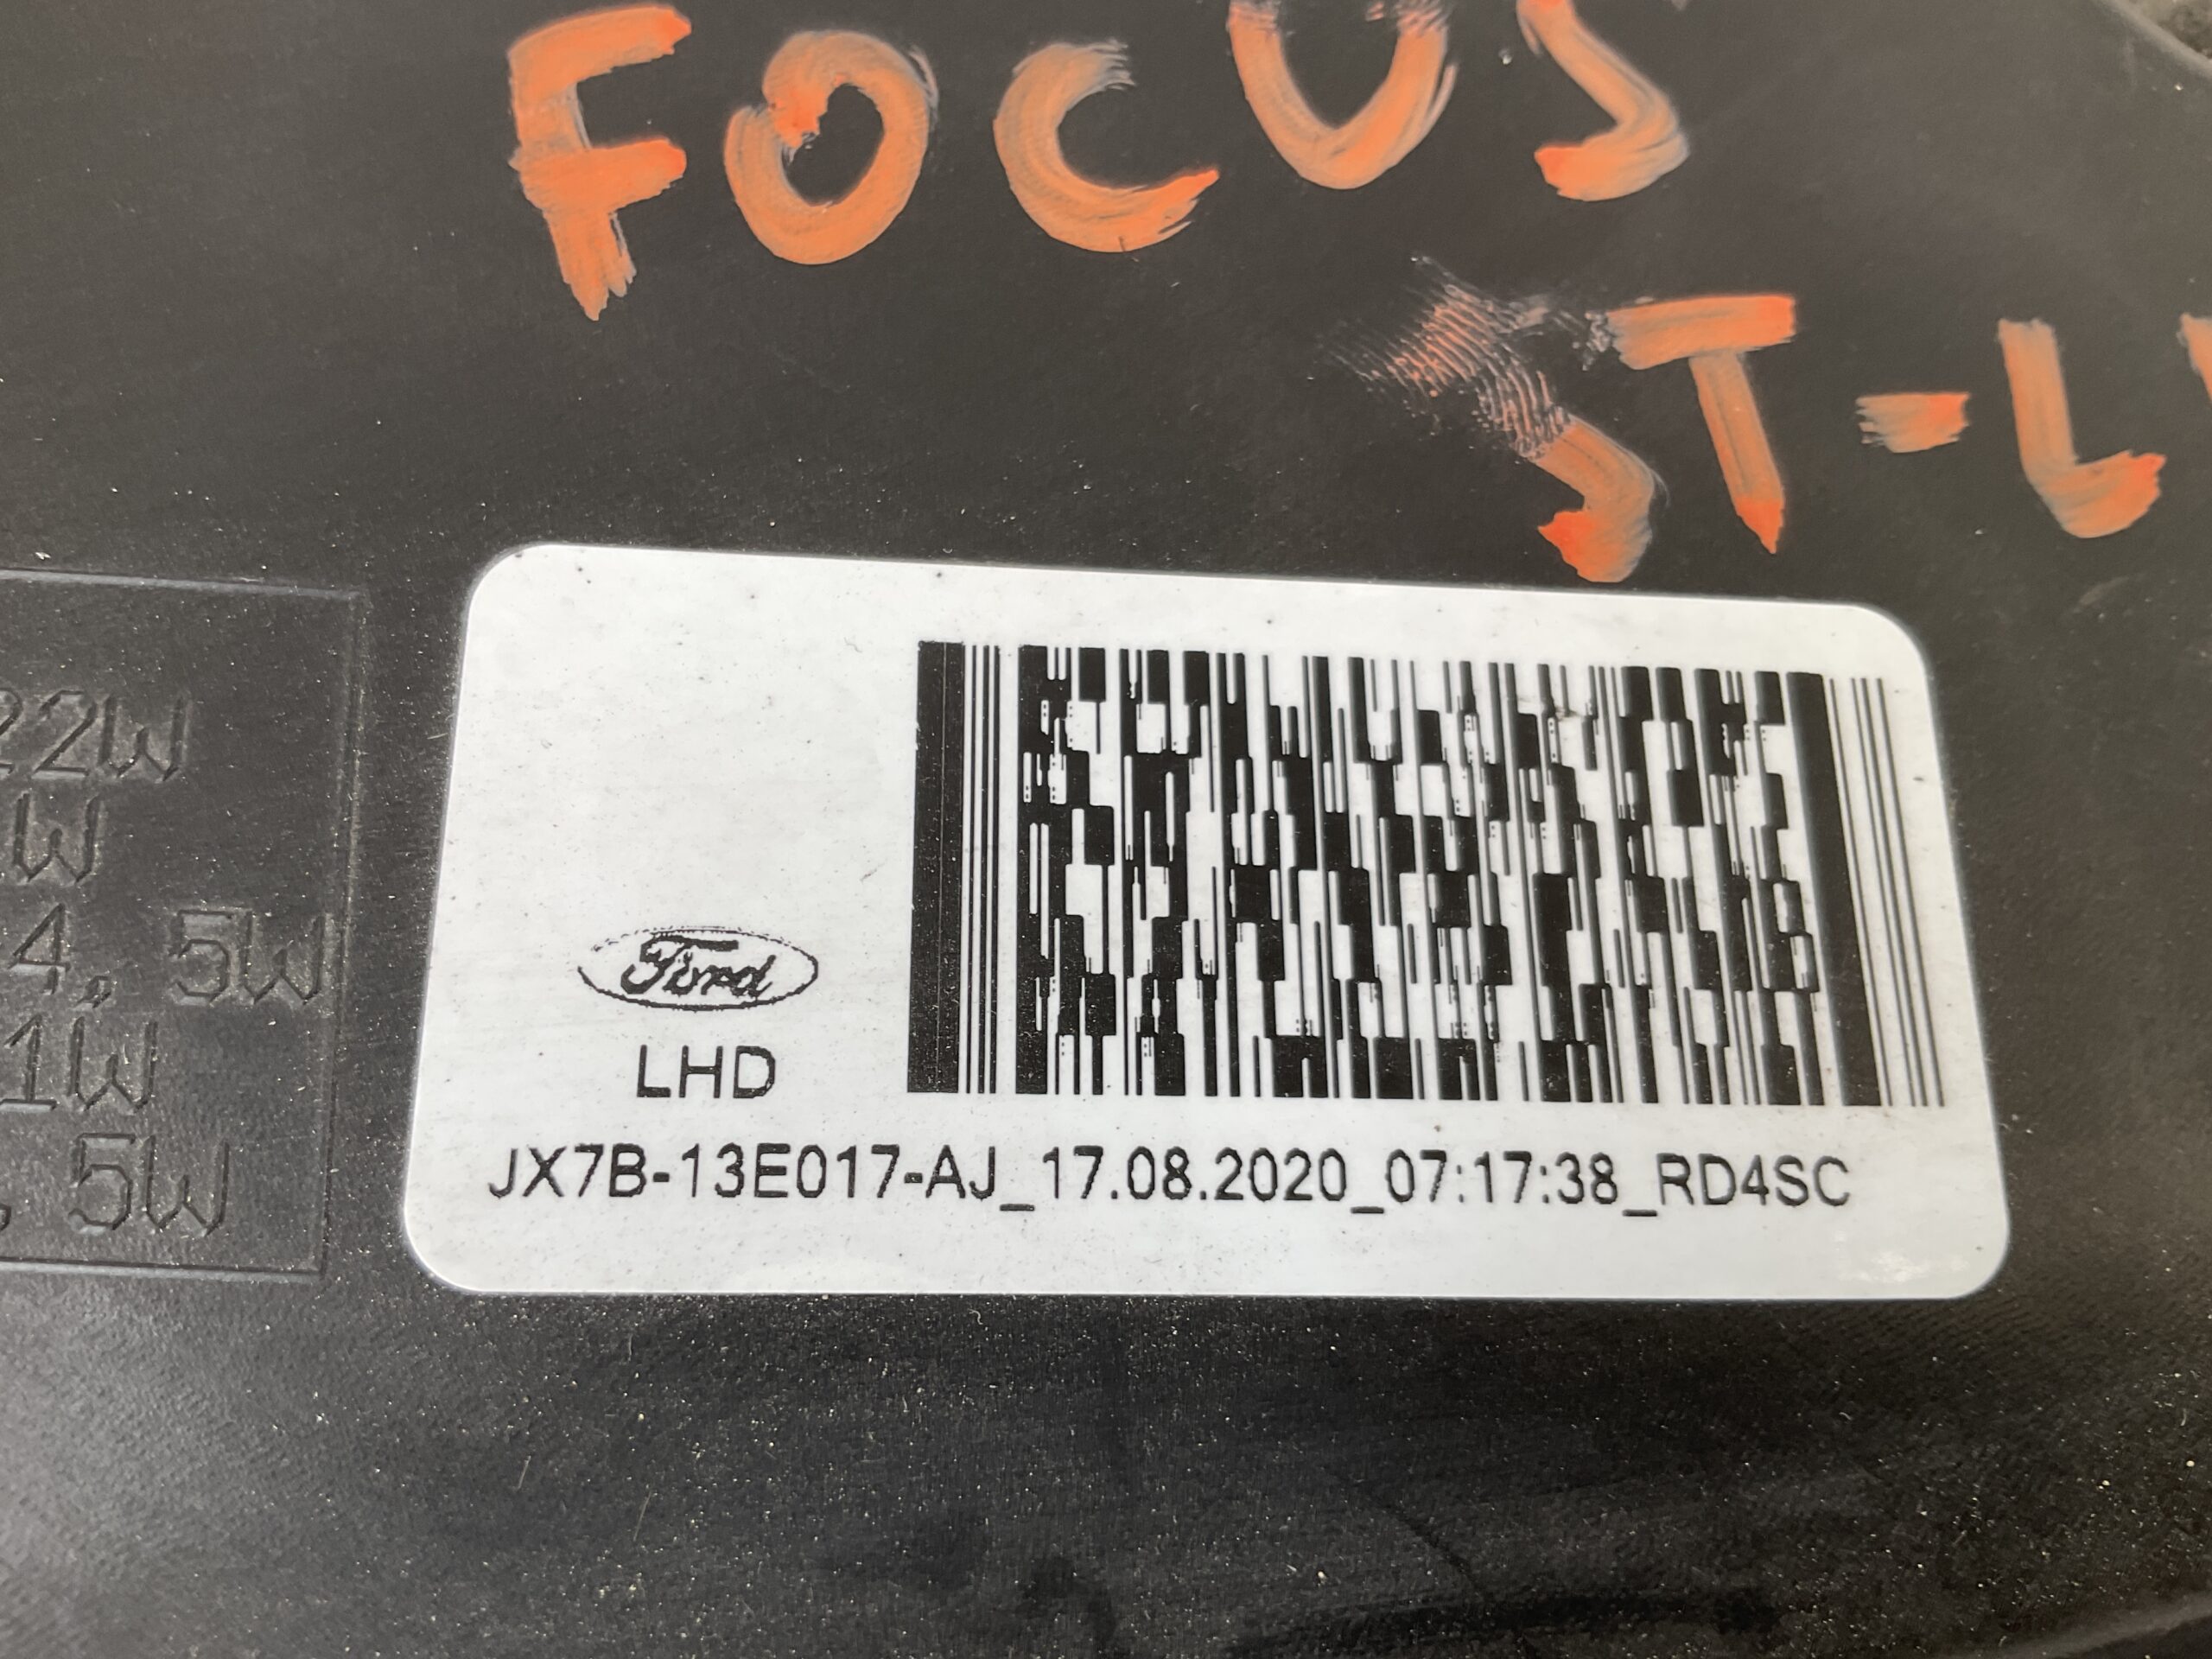 FOCUS
ST-L
22W
W
4, 5W
1W
, 5W
Ford
LHD
JX7B-13E017-AJ_17.08.2020_07:17:38_RD4SC